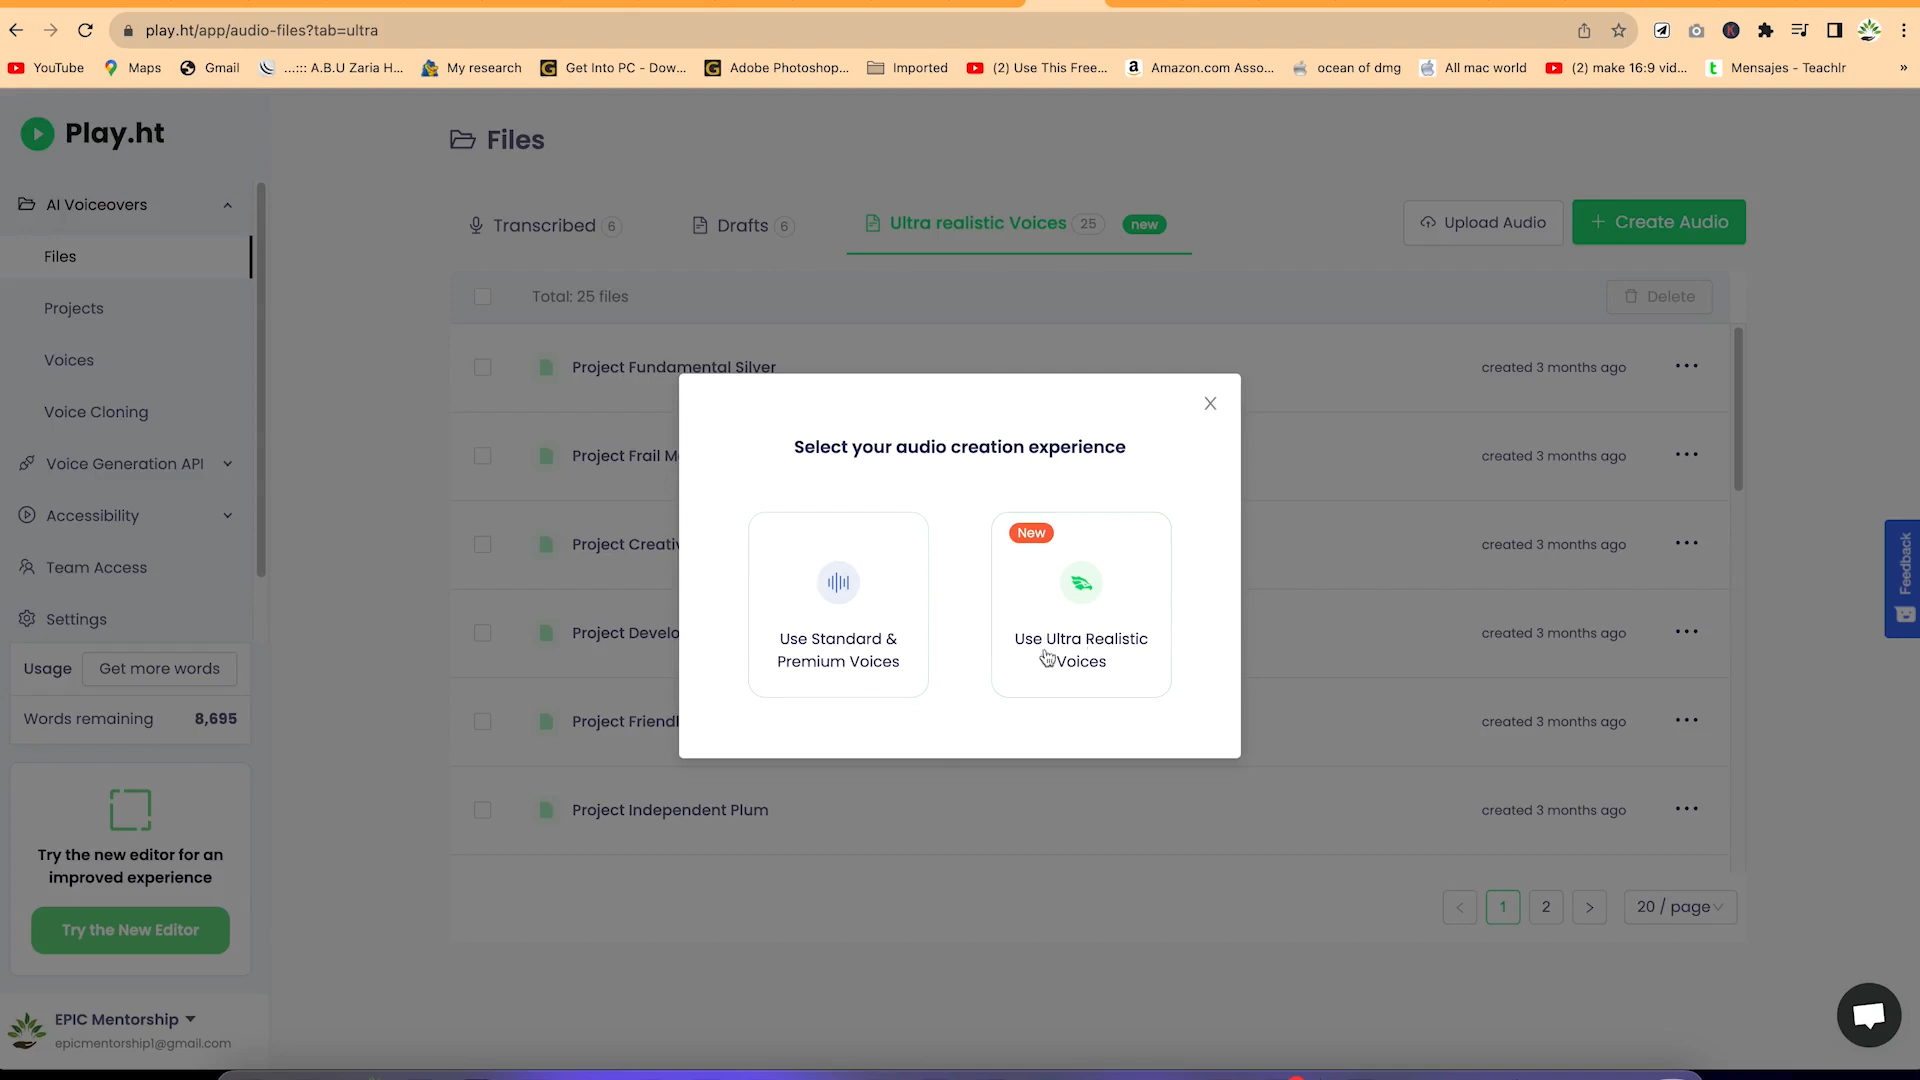 play.ht/app/audio-files?tab=ultra
YouTube
Maps
Gmail
...::: A.B.U Zaria H...
My research
Get Into PC - Dow...
Adobe Photoshop...
Imported
(2) Use This Free...
Amazon.com Asso...
ocean of dmg
All mac world
(2) make 16:9 vid...
Mensajes - Teachlr
»
Play.ht
AI Voiceovers
Files
Projects
Voices
Voice Cloning
Voice Generation API
Accessibility
Team Access
Settings
Usage
Get more words
Words remaining 8,695
Try the new editor for an
improved experience
Try the New Editor
EPIC Mentorship
epicmentorship1@gmail.com
Files
Transcribed 6
Drafts 6
Ultra realistic Voices 25 new
Upload Audio
+ Create Audio
Total: 25 files
Delete
Project Fundamental Silver
created 3 months ago
Project Frail M
created 3 months ago
Project Creativ
created 3 months ago
Project Develo
created 3 months ago
Project Friendl
created 3 months ago
Project Independent Plum
created 3 months ago
< 1 2 >
20 / page
Select your audio creation experience
Use Standard &
Premium Voices
New
Use Ultra Realistic
Voices
Feedback